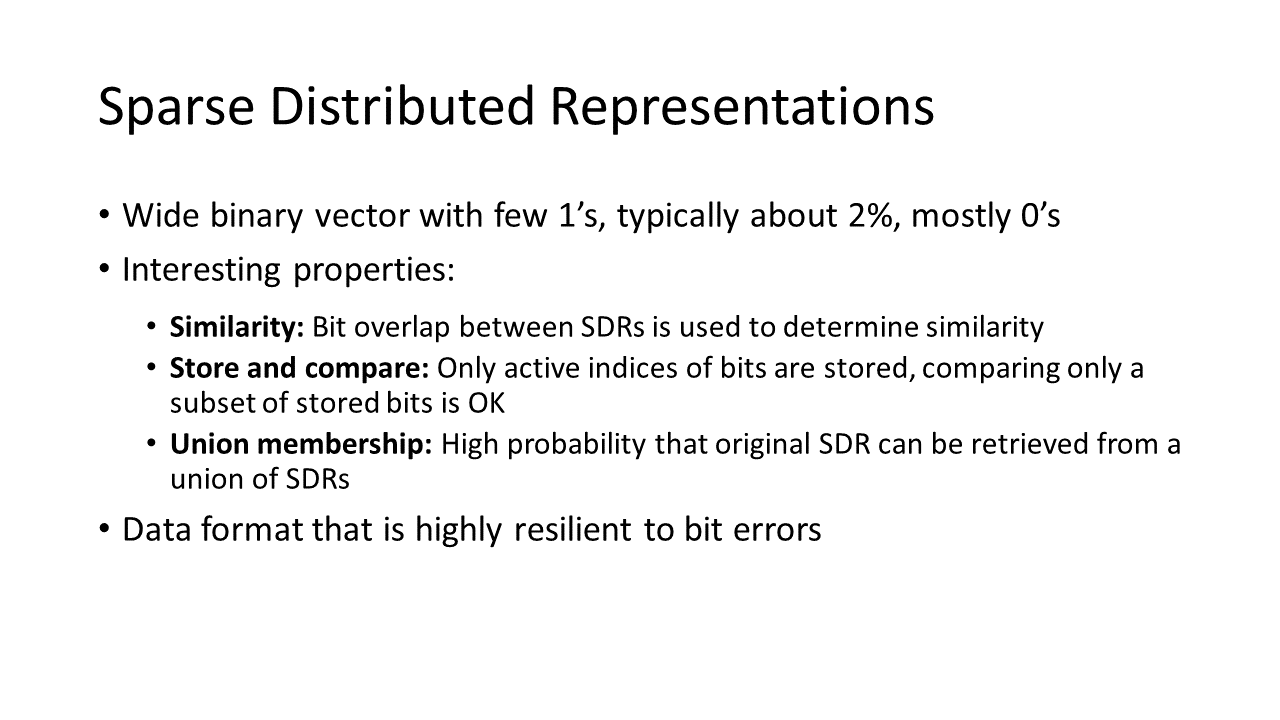 Sparse Distributed Representations
• Wide binary vector with few 1’s, typically about 2%, mostly 0’s
• Interesting properties:
• Similarity: Bit overlap between SDRs is used to determine similarity
• Store and compare: Only active indices of bits are stored, comparing only a
subset of stored bits is OK
• Union membership: High probability that original SDR can be retrieved from a
union of SDRs
• Data format that is highly resilient to bit errors